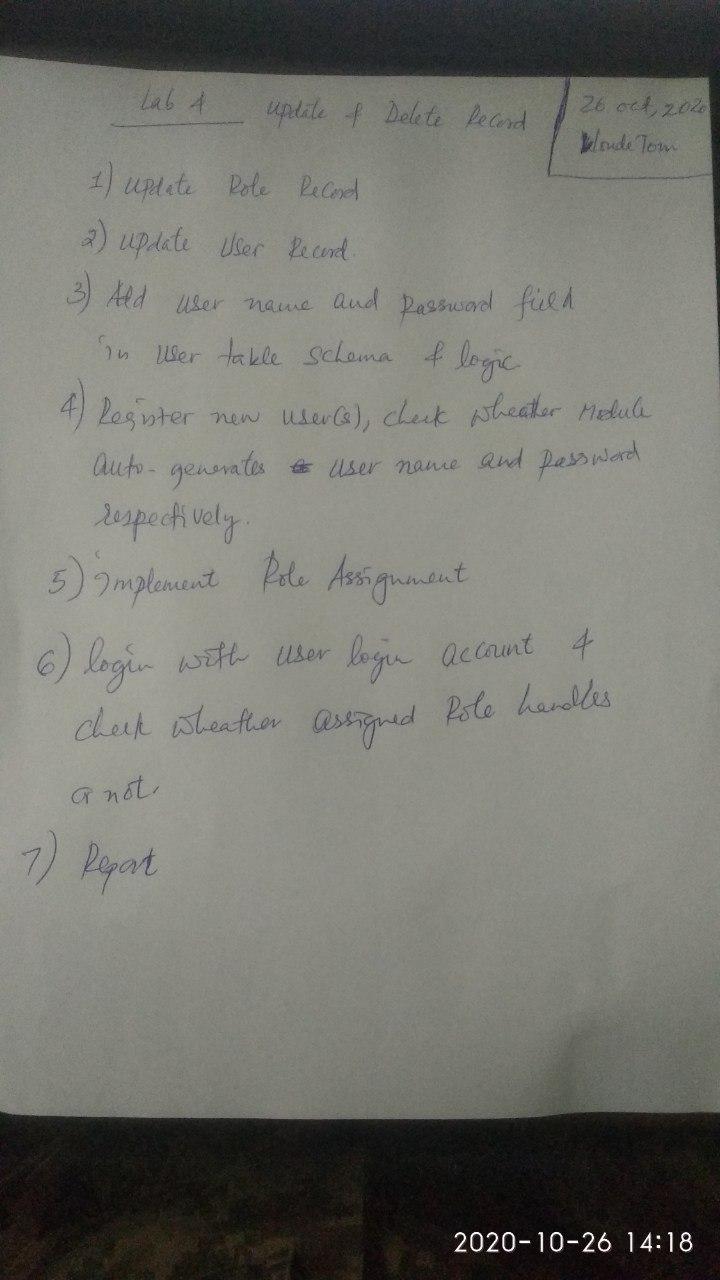 Lab 4 Update & Delete Record
26 oct, 2020
WondeTom
1) Update Role Record
2) Update User Record.
3) Add user name and password field
in user table schema & logic
4) Register new user(s), check wheather Module
auto-generates user name and password
respectively.
5) Implement Role Assignment
6) login with user login account &
check wheather assigned Role handles
or not.
7) Report
2020-10-26 14:18